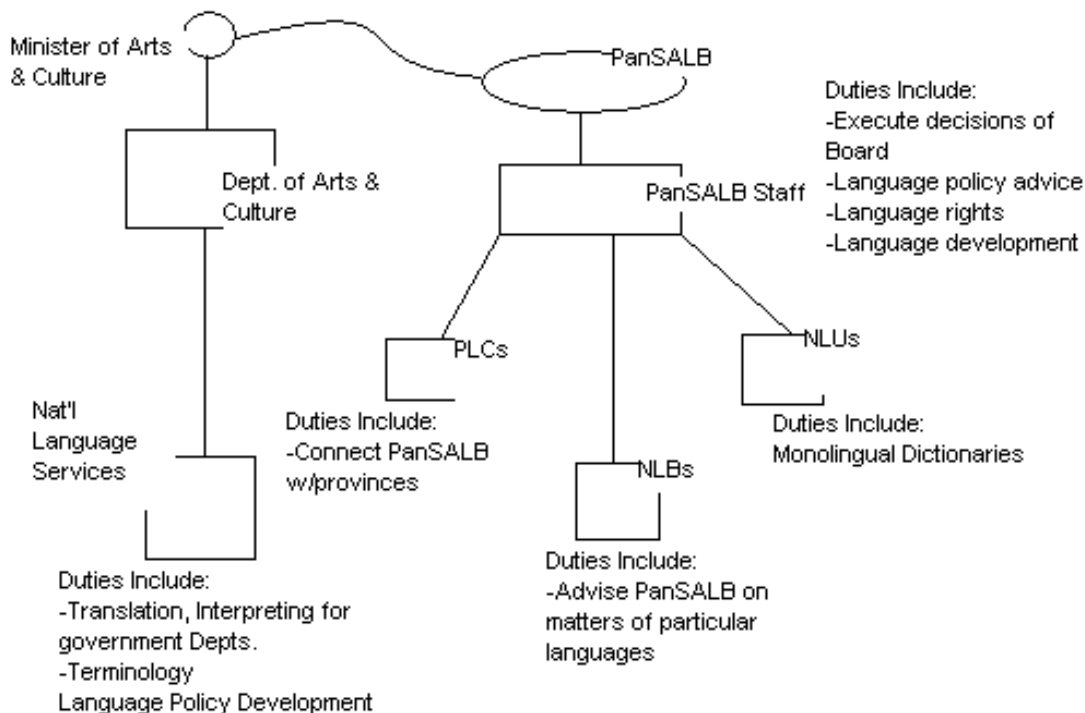 Minister of Arts
& Culture
PanSALB
Duties Include:
-Execute decisions of
Board
-Language policy advice
-Language rights
-Language development
Dept. of Arts &
Culture
PanSALB Staff
PLCs
Duties Include:
-Connect PanSALB
w/provinces
NLUs
Duties Include:
Monolingual Dictionaries
Nat'l
Language
Services
Duties Include:
-Translation, Interpreting for
government Depts.
-Terminology
Language Policy Development
NLBs
Duties Include:
-Advise PanSALB on
matters of particular
languages